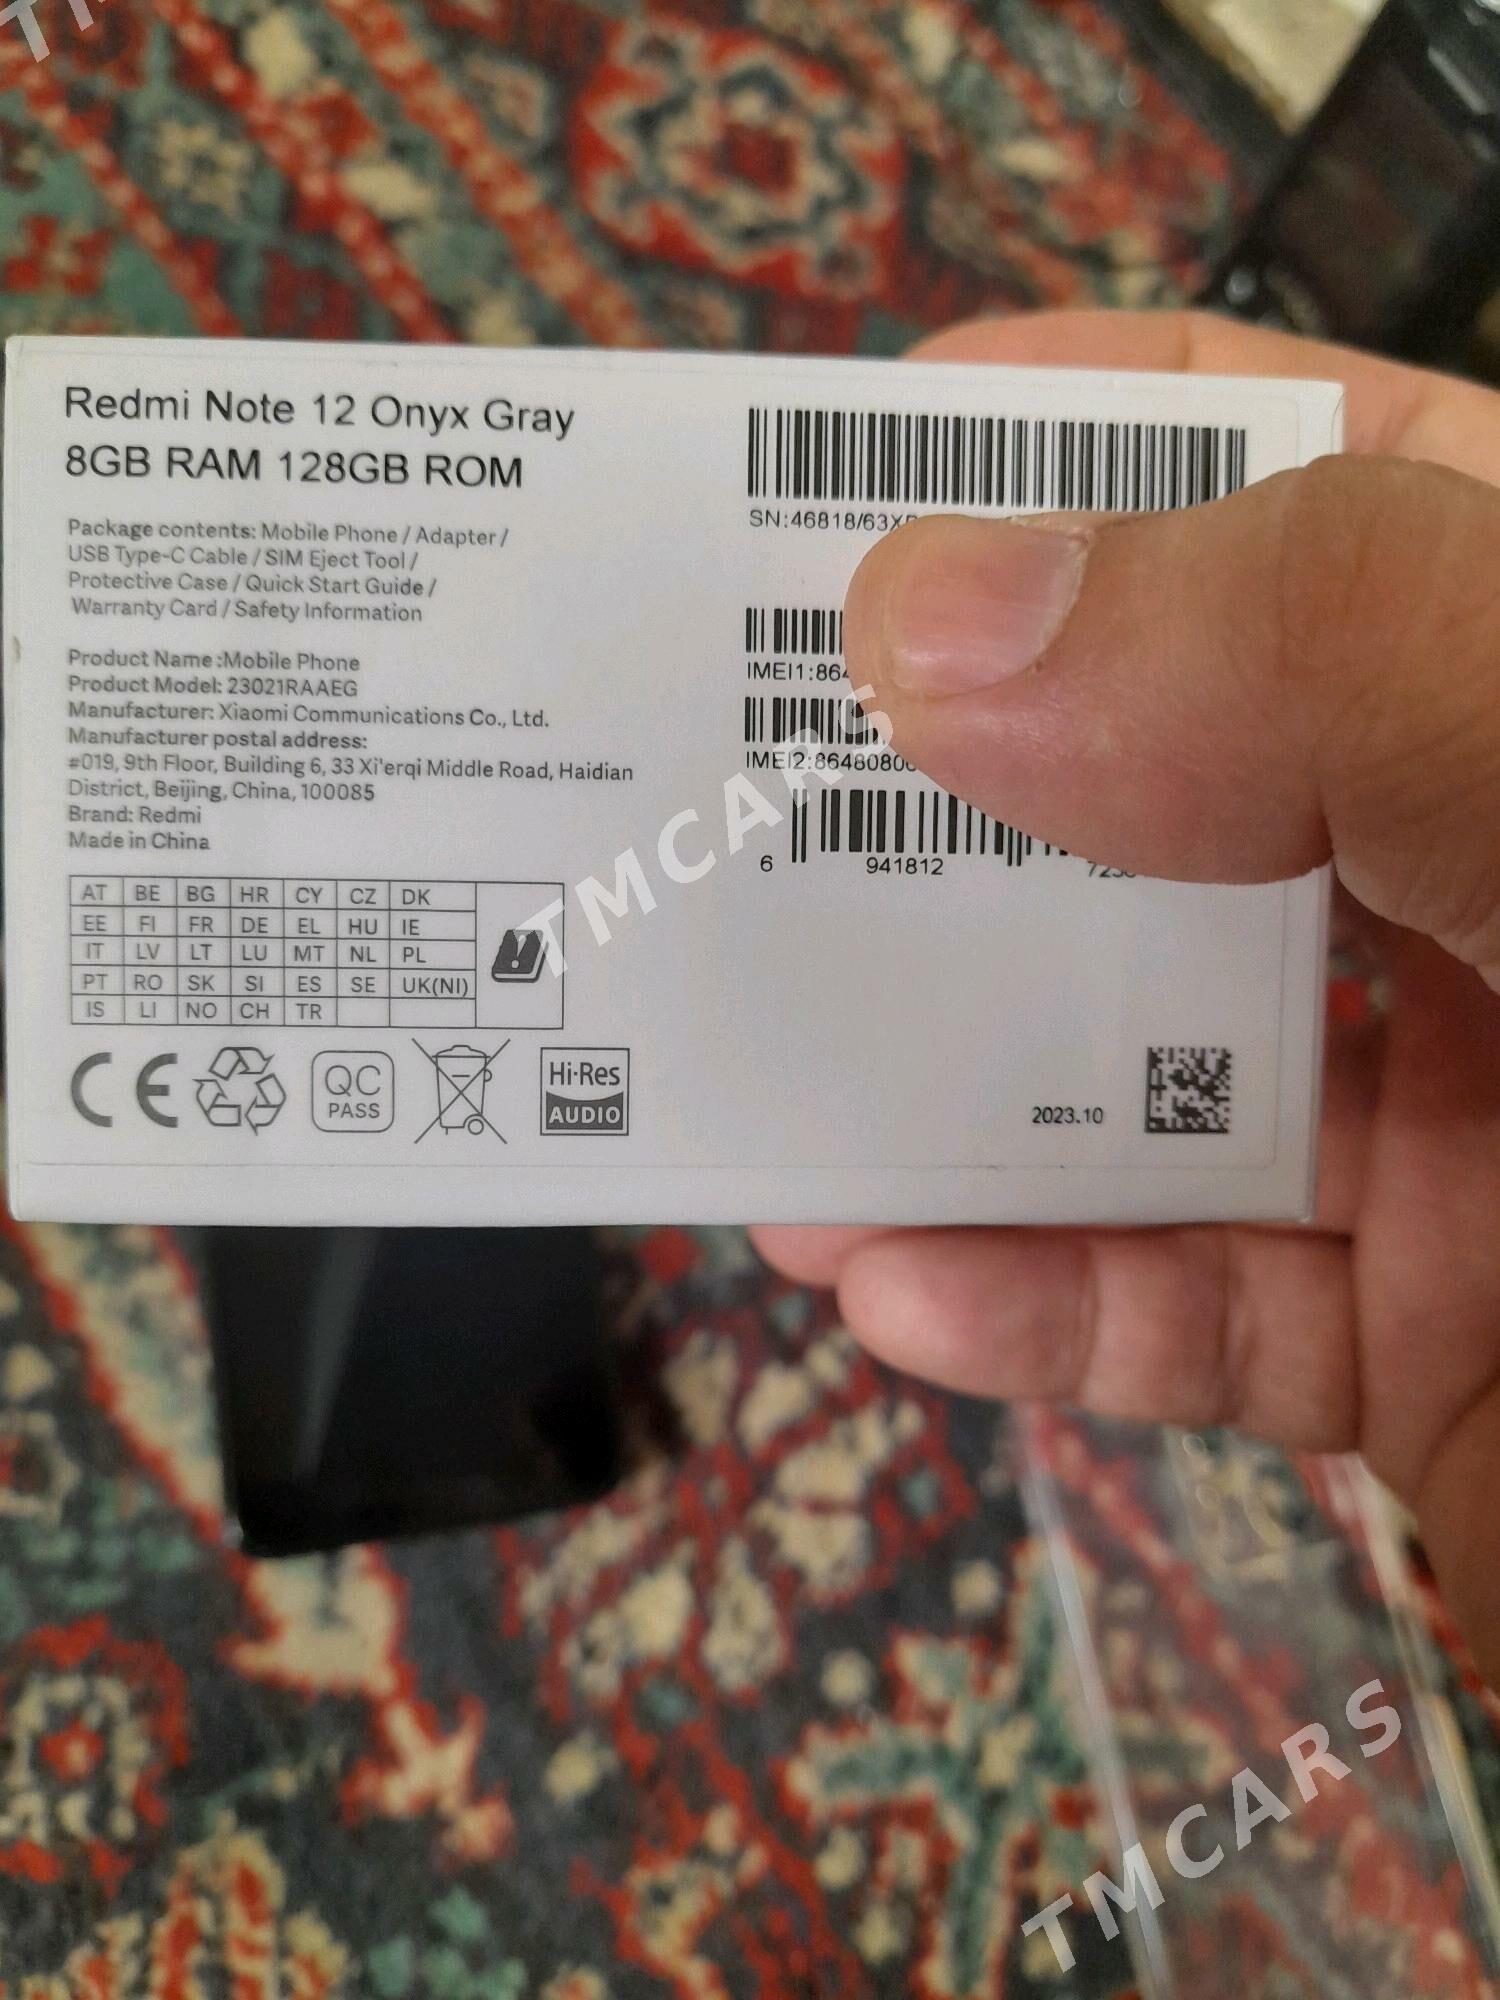 Redmi Note 12 Onyx Gray
8GB RAM 128GB ROM
Package contents: Mobile Phone / Adapter /
USB Type-C Cable / SIM Eject Tool /
Protective Case / Quick Start Guide /
Warranty Card / Safety Information
Product Name :Mobile Phone
Product Model: 23021RAAEG
Manufacturer: Xiaomi Communications Co., Ltd.
Manufacturer postal address:
#019, 9th Floor, Building 6, 33 Xi'erqi Middle Road, Haidian
District, Beijing, China, 100085
Brand: Redmi
Made in China
AT BE BG HR CY CZ DK
EE FI FR DE EL HU IE
IT LV LT LU MT NL PL
PT RO SK SI ES SE UK(NI)
IS LI NO CH TR
CE
QC
PASS
Hi-Res
AUDIO
SN:46818/63X
IMEI1:864
IMEI2:8648080
6 941812
2023.10
TMCARS
TMCARS